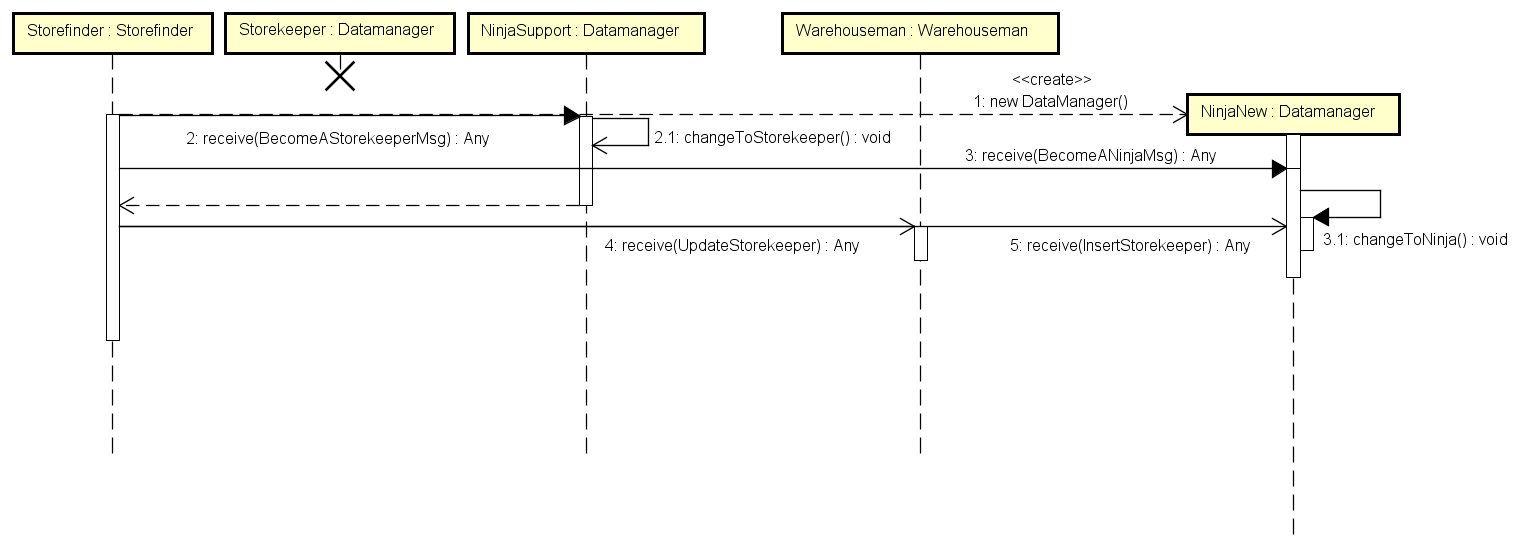 Storefinder : Storefinder
Storekeeper : Datamanager
NinjaSupport : Datamanager
Warehouseman : Warehouseman
<<create>>
1: new DataManager()
NinjaNew : Datamanager
2: receive(BecomeAStorekeeperMsg) : Any
2.1: changeToStorekeeper() : void
3: receive(BecomeANinjaMsg) : Any
4: receive(UpdateStorekeeper) : Any
5: receive(InsertStorekeeper) : Any
3.1: changeToNinja() : void